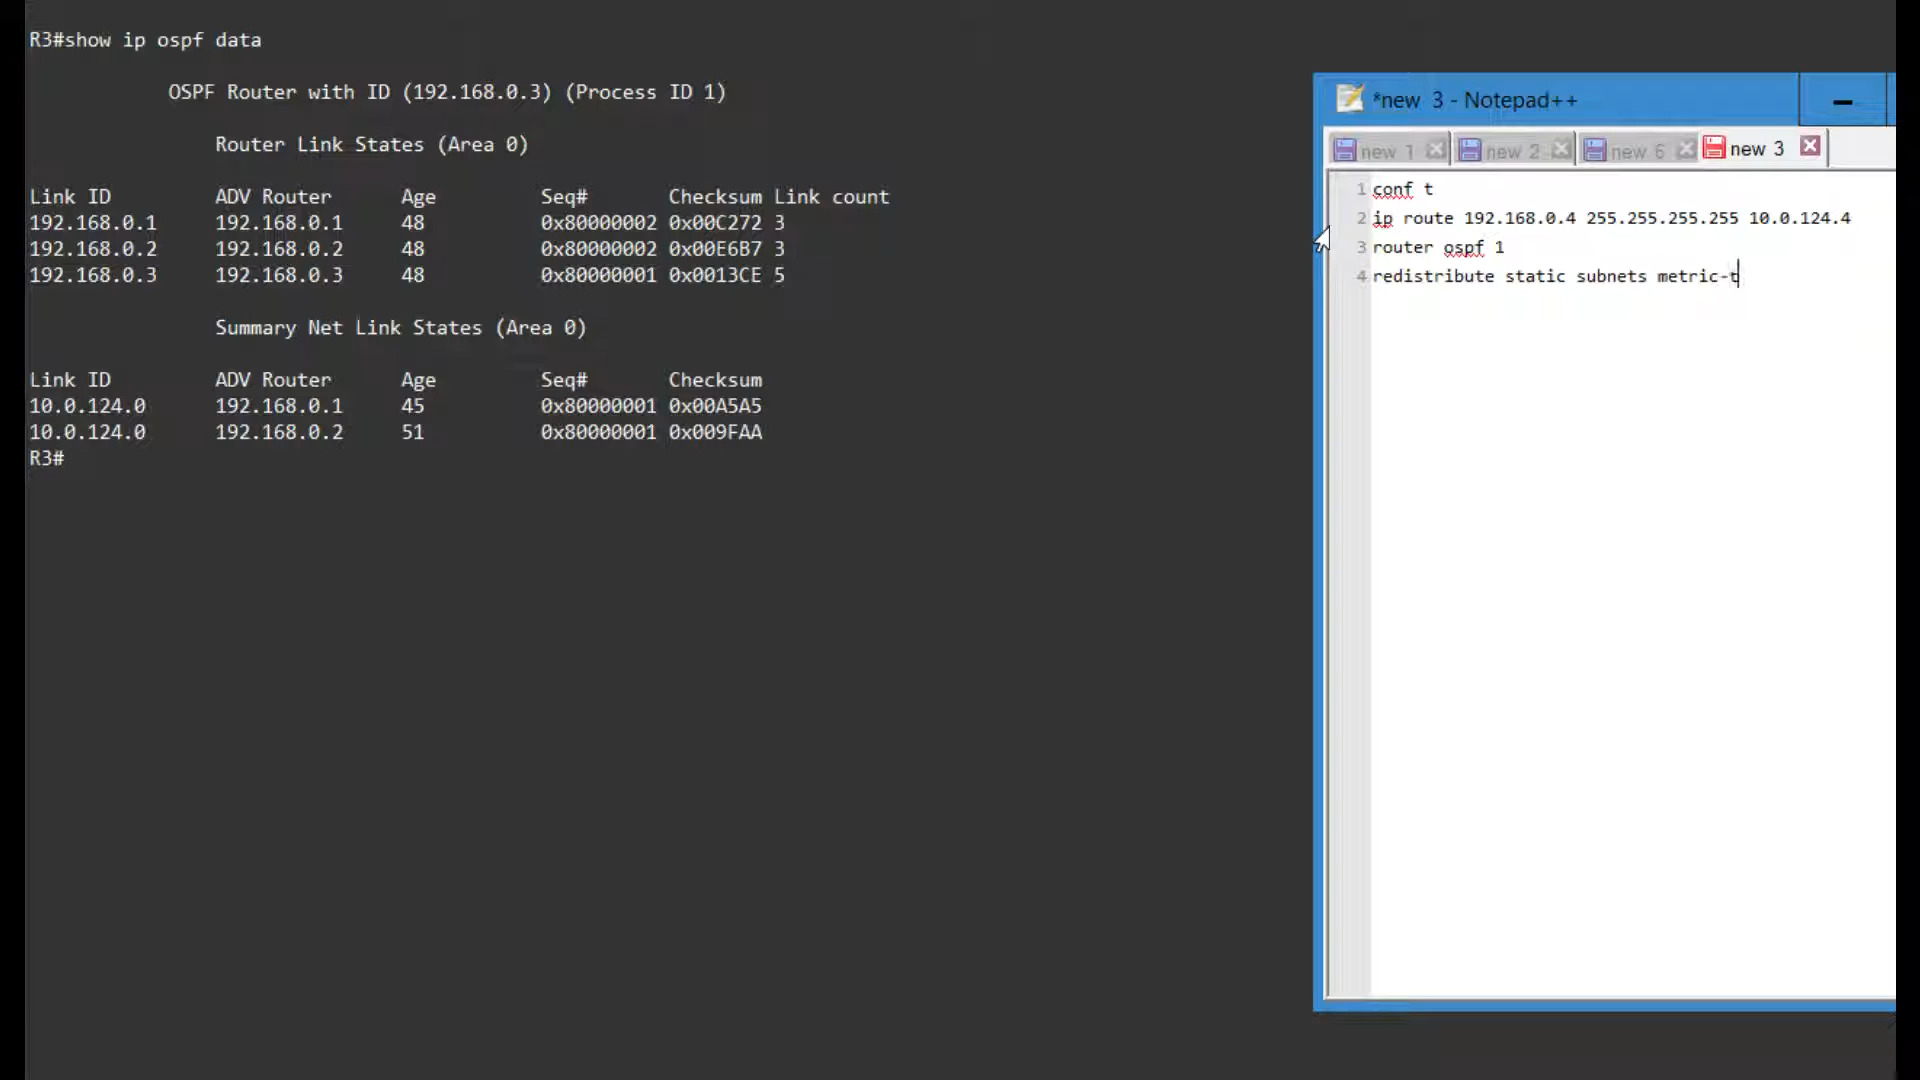 R3#show ip ospf data
OSPF Router with ID (192.168.0.3) (Process ID 1)
Router Link States (Area 0)
Link ID ADV Router Age Seq# Checksum Link count
192.168.0.1 192.168.0.1 48 0x80000002 0x00C272 3
192.168.0.2 192.168.0.2 48 0x80000002 0x00E6B7 3
192.168.0.3 192.168.0.3 48 0x80000001 0x0013CE 5
Summary Net Link States (Area 0)
Link ID ADV Router Age Seq# Checksum
10.0.124.0 192.168.0.1 45 0x80000001 0x00A5A5
10.0.124.0 192.168.0.2 51 0x80000001 0x009FAA
R3#
*new 3 - Notepad++
new 1 new 2 new 6 new 3
1 conf t
2 ip route 192.168.0.4 255.255.255.255 10.0.124.4
3 router ospf 1
4 redistribute static subnets metric-t